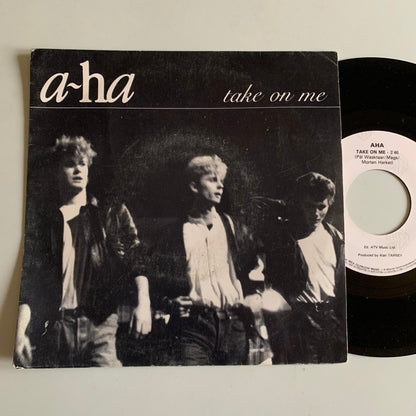 a-ha
take on me
AHA
TAKE ON ME - 3'46
(Pål Waaktaar/Mags/
Morten Harket)
Ed. ATV Music Ltd.
Produced by Alan TARNEY